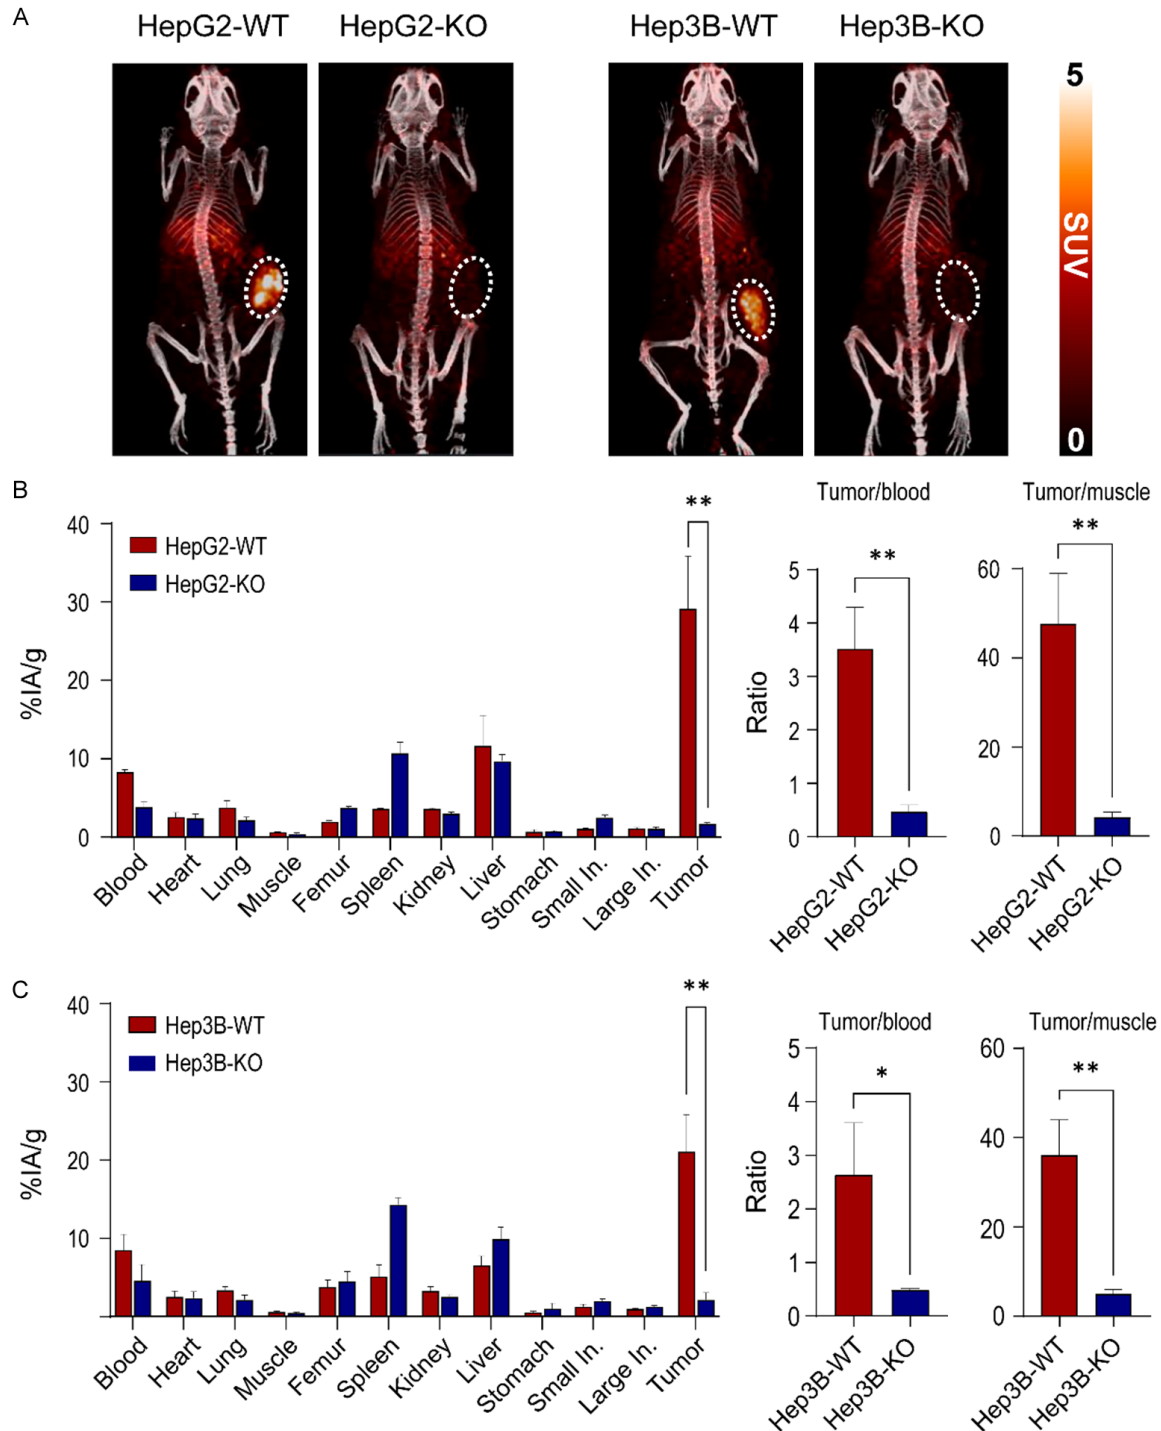 A
HepG2-WT HepG2-KO Hep3B-WT Hep3B-KO
5
SUV
0
B
40
30
20
10
0
%IA/g
HepG2-WT
HepG2-KO
**
Blood Heart Lung Muscle Femur Spleen Kidney Liver Stomach Small In. Large In. Tumor
Tumor/blood
**
5
4
3
2
1
0
Ratio
HepG2-WT HepG2-KO
Tumor/muscle
**
60
40
20
0
HepG2-WT HepG2-KO
C
40
30
20
10
%IA/g
Hep3B-WT
Hep3B-KO
**
Blood Heart Lung Muscle Femur Spleen Kidney Liver Stomach Small In. Large In. Tumor
Tumor/blood
*
5
4
3
2
1
0
Ratio
Hep3B-WT Hep3B-KO
Tumor/muscle
**
60
40
20
0
Hep3B-WT Hep3B-KO